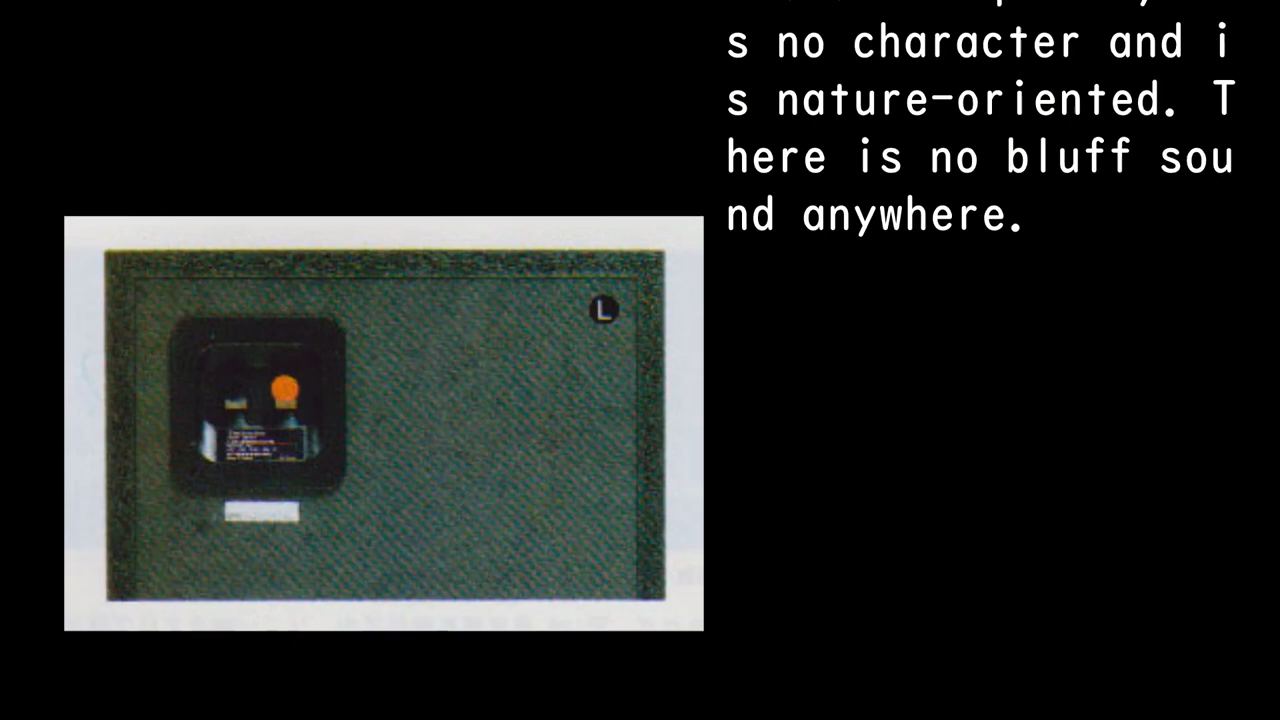 s no character and i
s nature-oriented. T
here is no bluff sou
nd anywhere.
L